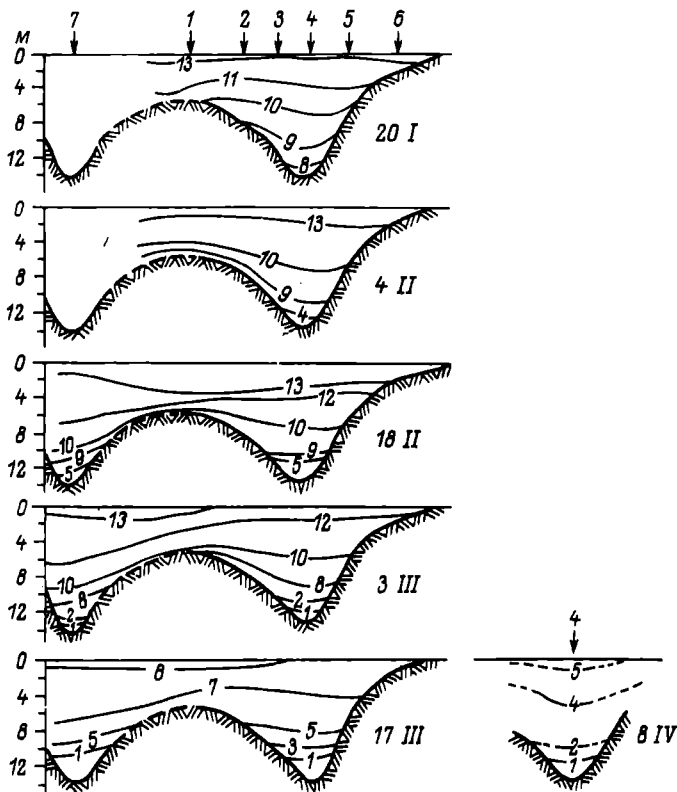 7 1 2 3 4 5 6
м
0 13
4 11
10
8 9
12 8
20 I
0 13
4
10
8 9
12 4
4 II
0
13
4 12
10
8 -10 9
9
12 5 5
18 II
0 13 12
4
10
8 10 8
8
12 2 2
1 1
3 III
4
0 8 5
4 7 4
8 5 5
3 2
12 1 1 1
17 III 8 IV